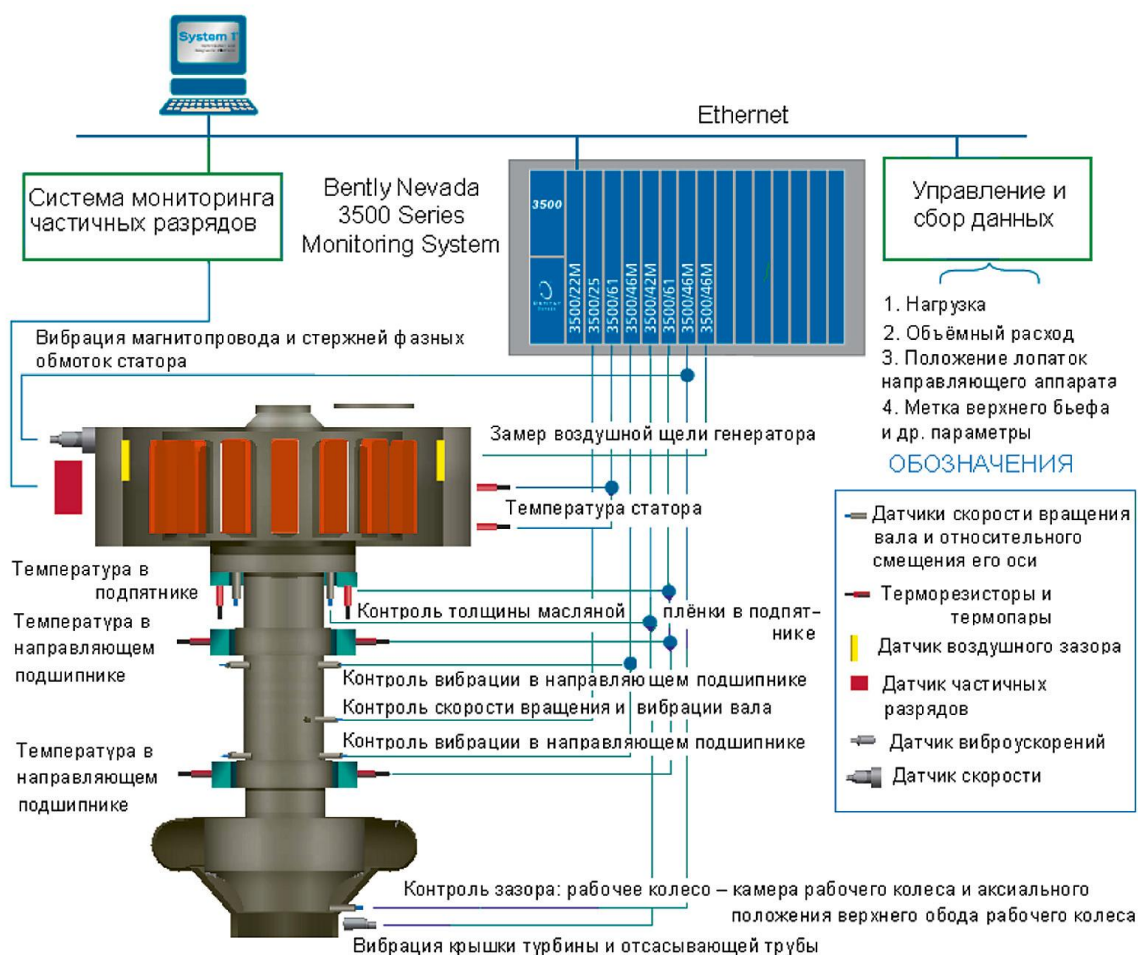 System 1
Ethernet
Система мониторинга
частичных разрядов
Bently Nevada
3500 Series
Monitoring System
3500
3500/22M
3500/25
3500/61
3500/46M
3500/42M
3500/61
3500/46M
3500/46M
Управление и
сбор данных
1. Нагрузка
2. Объёмный расход
3. Положение лопаток
направляющего аппарата
4. Метка верхнего бьефа
и др. параметры
Вибрация магнитопровода и стержней фазных
обмоток статора
Замер воздушной щели генератора
Температура статора
Температура в
подпятнике
Контроль толщины масляной плёнки в подпят-
нике
Температура в
направляющем
подшипнике
Контроль вибрации в направляющем подшипнике
Контроль скорости вращения и вибрации вала
Контроль вибрации в направляющем подшипнике
Температура в
направляющем
подшипнике
Контроль зазора: рабочее колесо – камера рабочего колеса и аксиального
положения верхнего обода рабочего колеса
Вибрация крышки турбины и отсасывающей трубы
ОБОЗНАЧЕНИЯ
Датчики скорости вращения
вала и относительного
смещения его оси
Терморезисторы и
термопары
Датчик воздушного зазора
Датчик частичных
разрядов
Датчик виброускорений
Датчик скорости